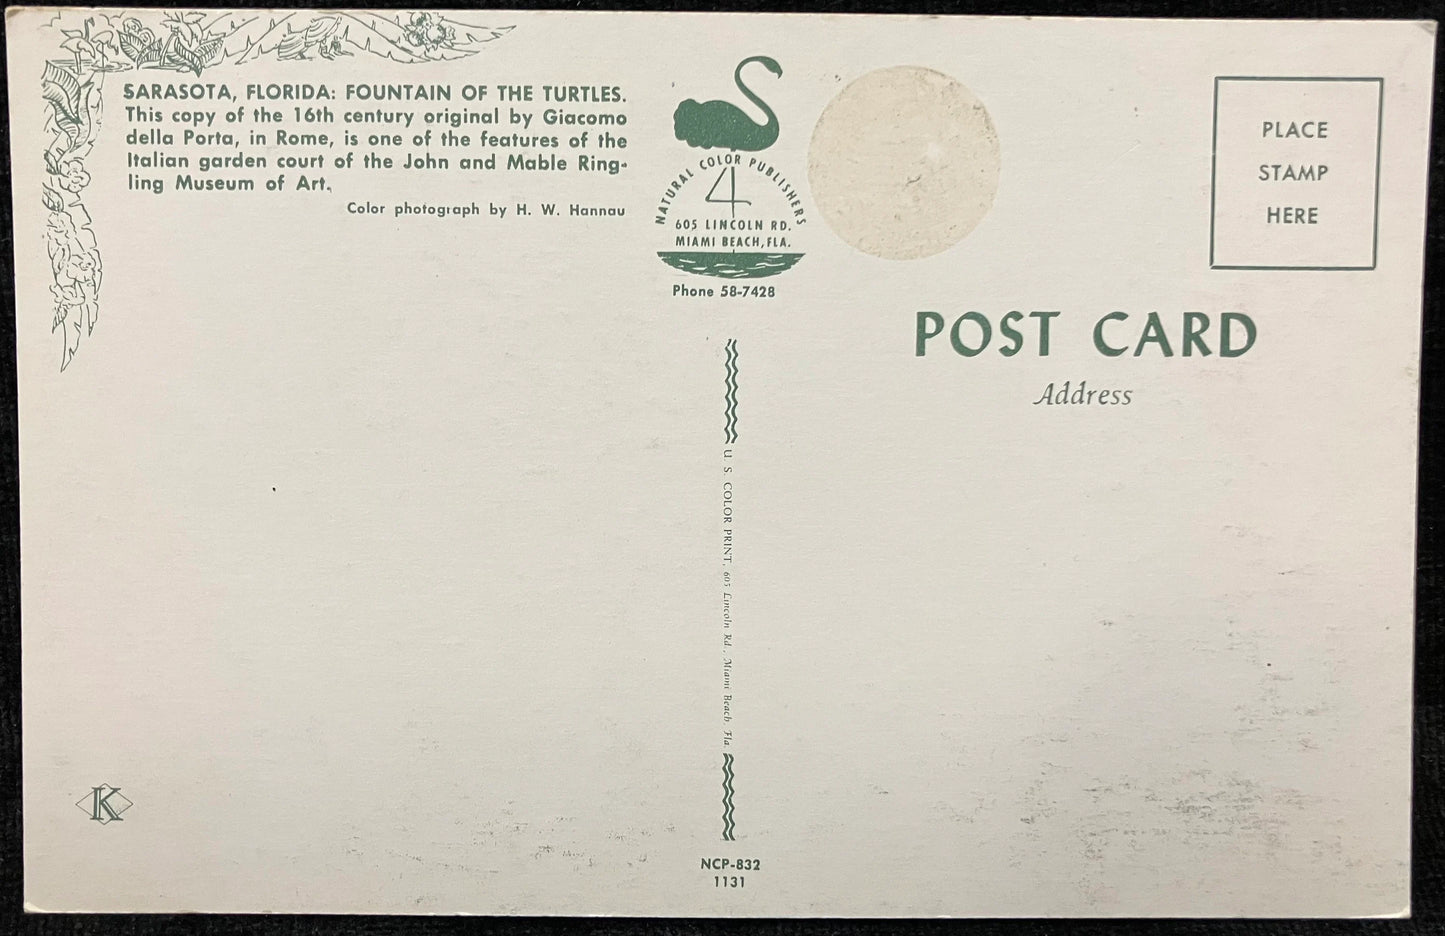 SARASOTA, FLORIDA: FOUNTAIN OF THE TURTLES.
This copy of the 16th century original by Giacomo
della Porta, in Rome, is one of the features of the
Italian garden court of the John and Mable Ring-
ling Museum of Art.
Color photograph by H. W. Hannau
NATURAL COLOR PUBLISHERS
4
605 LINCOLN RD.
MIAMI BEACH, FLA.
Phone 58-7428
PLACE
STAMP
HERE
POST CARD
Address
U. S. COLOR PRINT, 605 Lincoln Rd., Miami Beach, Fla.
K
NCP-832
1131